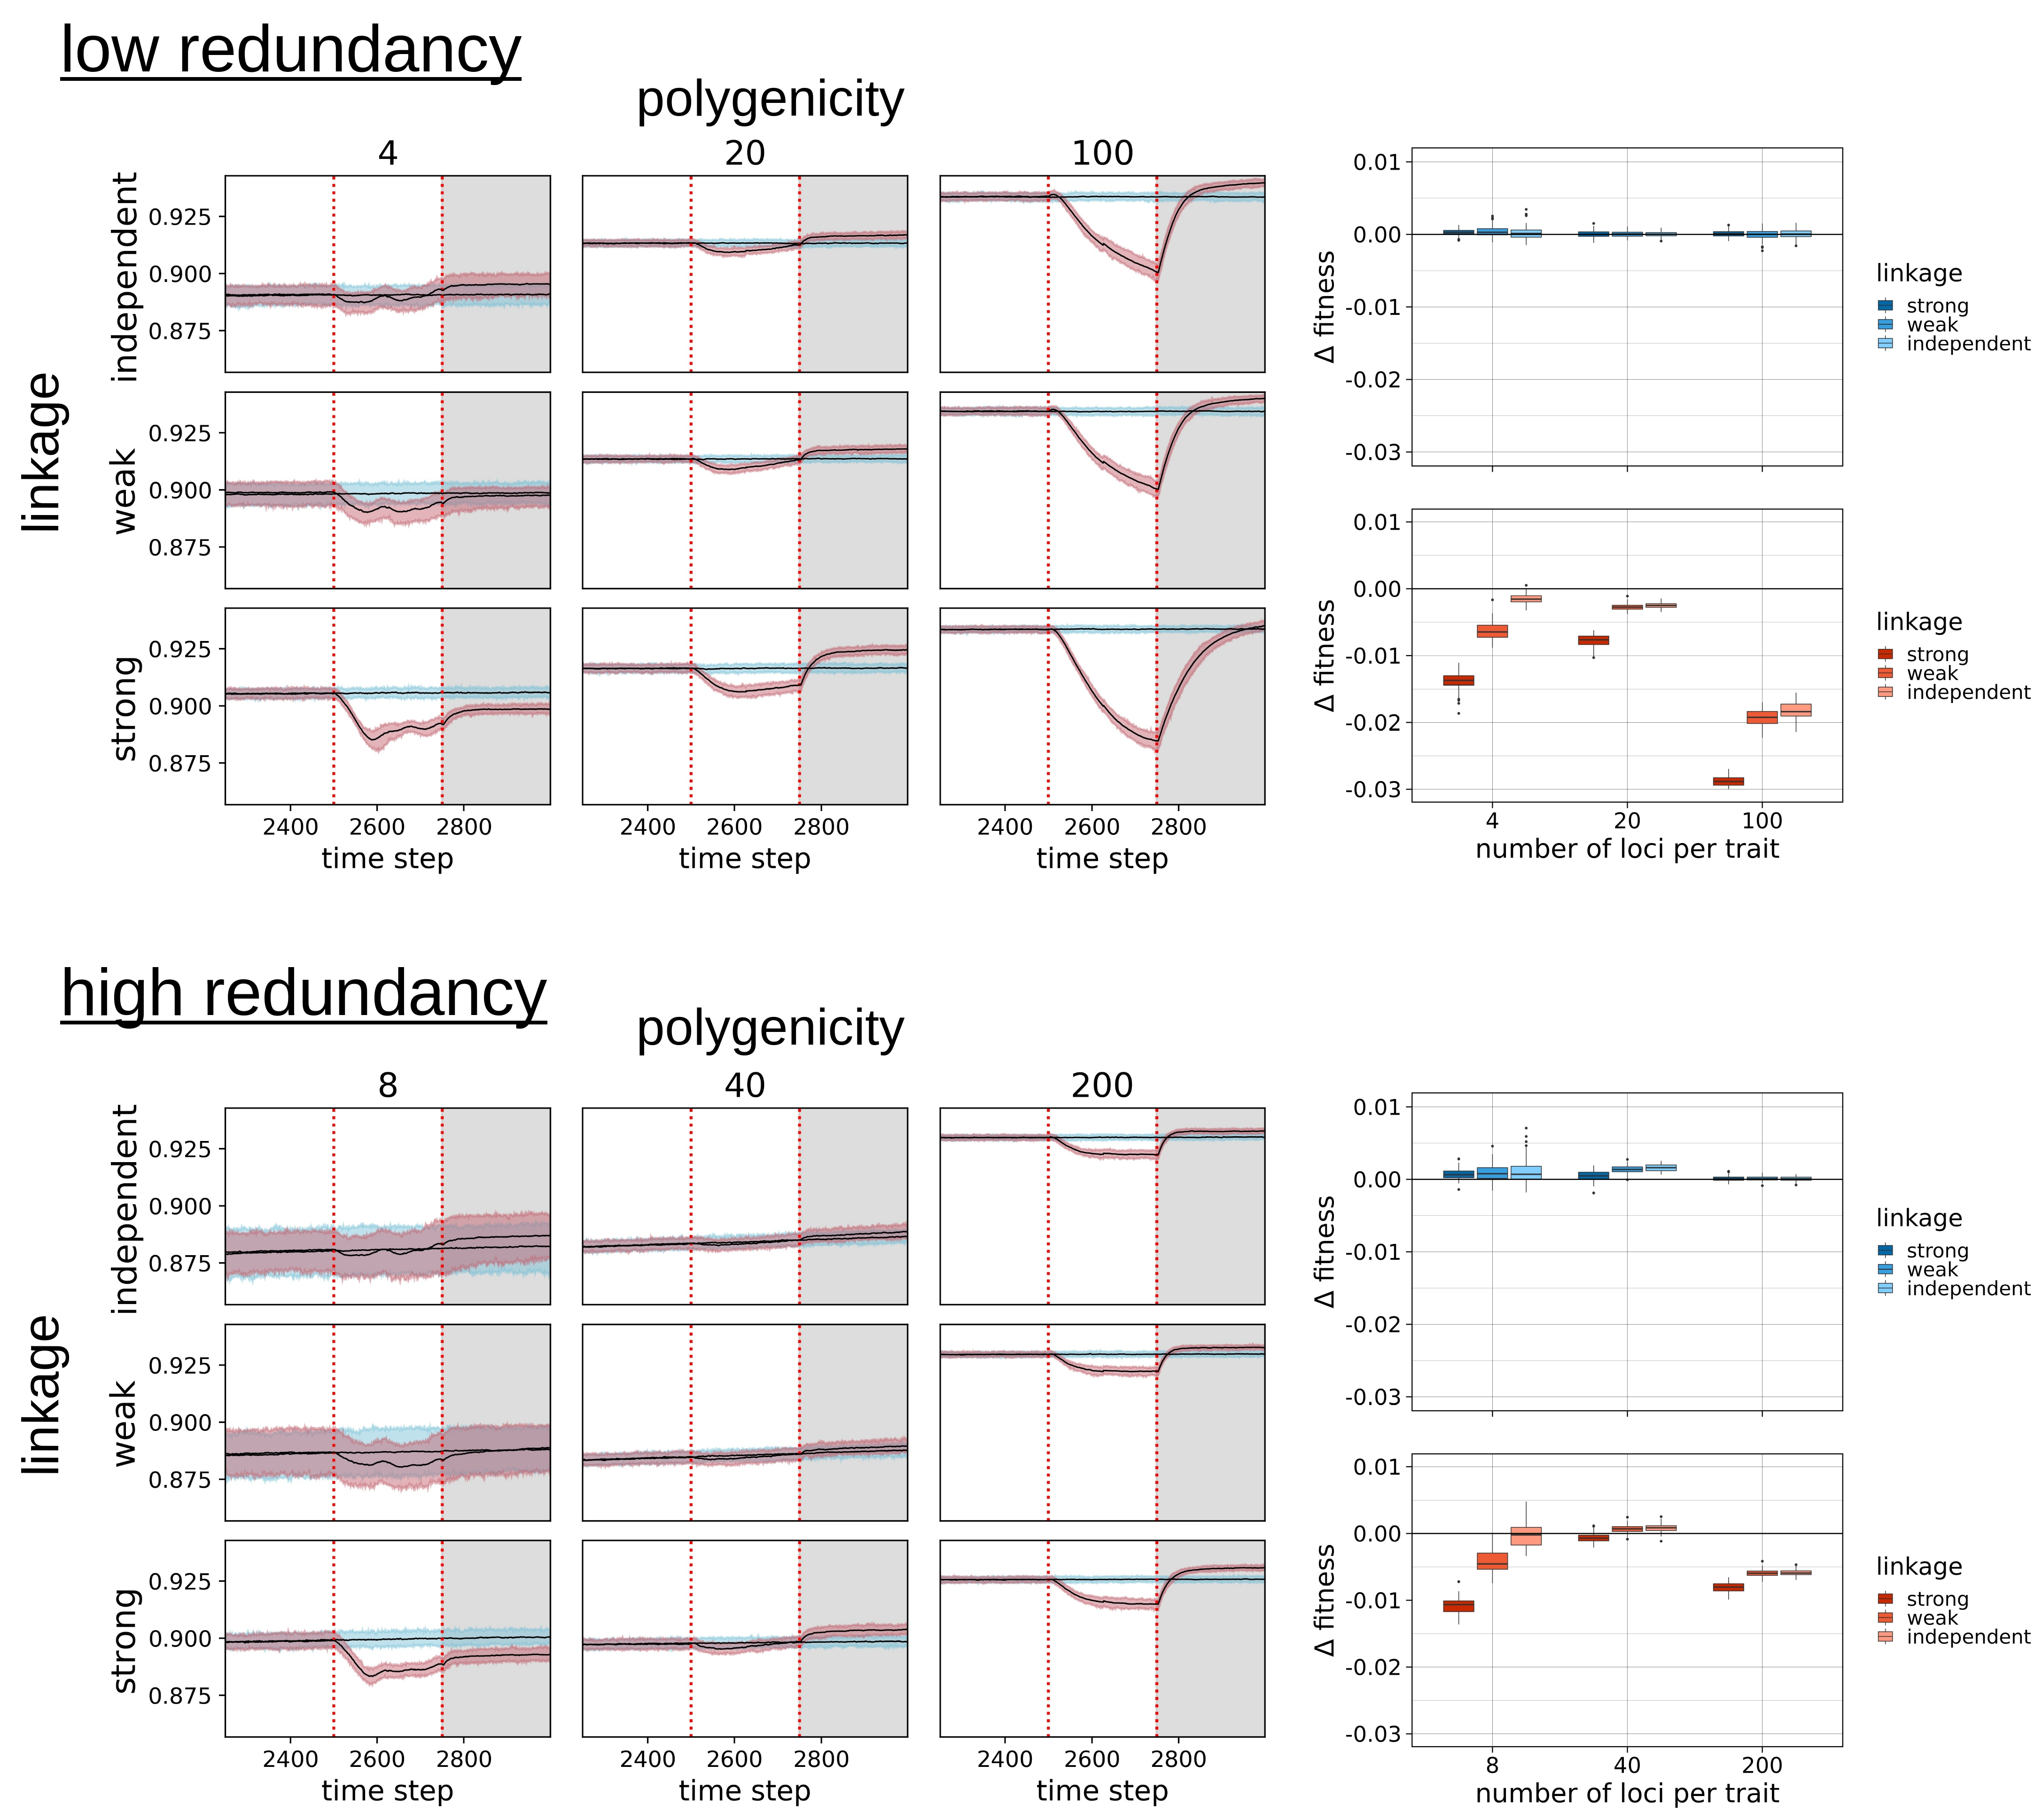 low redundancy
polygenicity
4 20 100
linkage
independent
0.925
0.900
0.875
weak
0.925
0.900
0.875
strong
0.925
0.900
0.875
2400 2600 2800 2400 2600 2800 2400 2600 2800
time step time step time step
0.01
0.00
-0.01
-0.02
-0.03
Δ fitness
linkage
strong
weak
independent
0.01
0.00
-0.01
-0.02
-0.03
Δ fitness
4 20 100
number of loci per trait
linkage
strong
weak
independent
high redundancy
polygenicity
8 40 200
linkage
independent
0.925
0.900
0.875
weak
0.925
0.900
0.875
strong
0.925
0.900
0.875
2400 2600 2800 2400 2600 2800 2400 2600 2800
time step time step time step
0.01
0.00
-0.01
-0.02
-0.03
Δ fitness
linkage
strong
weak
independent
0.01
0.00
-0.01
-0.02
-0.03
Δ fitness
8 40 200
number of loci per trait
linkage
strong
weak
independent